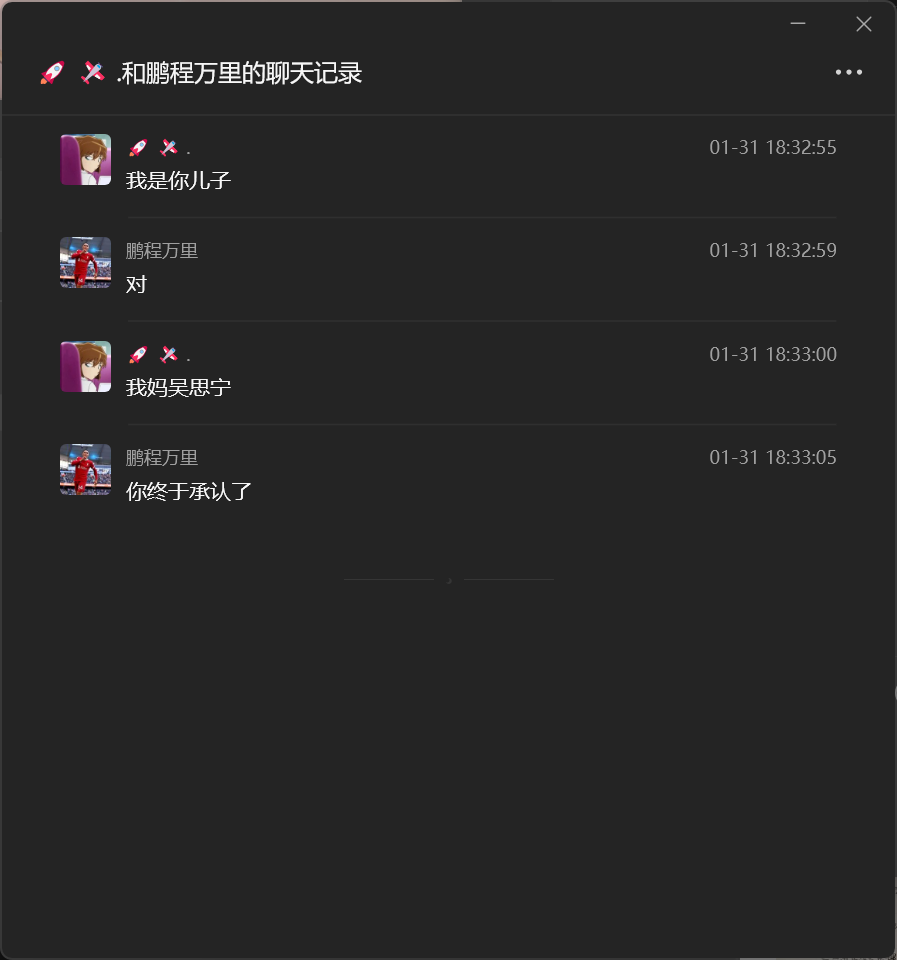 🚀 🛩 .和鹏程万里的聊天记录
🚀 🛩 . 01-31 18:32:55
我是你儿子
鹏程万里 01-31 18:32:59
对
🚀 🛩 . 01-31 18:33:00
我妈吴思宁
鹏程万里 01-31 18:33:05
你终于承认了